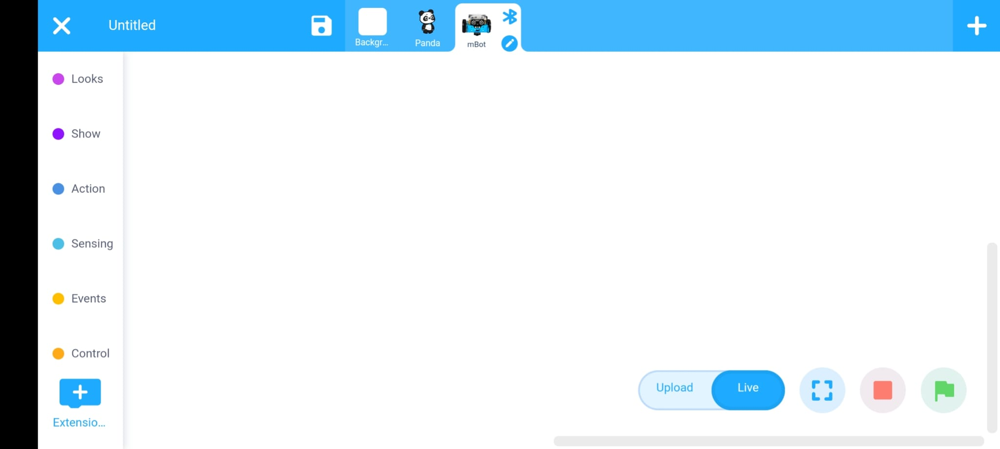 Untitled
Backgr...
Panda
mBot
Looks
Show
Action
Sensing
Events
Control
Extensio...
Upload
Live